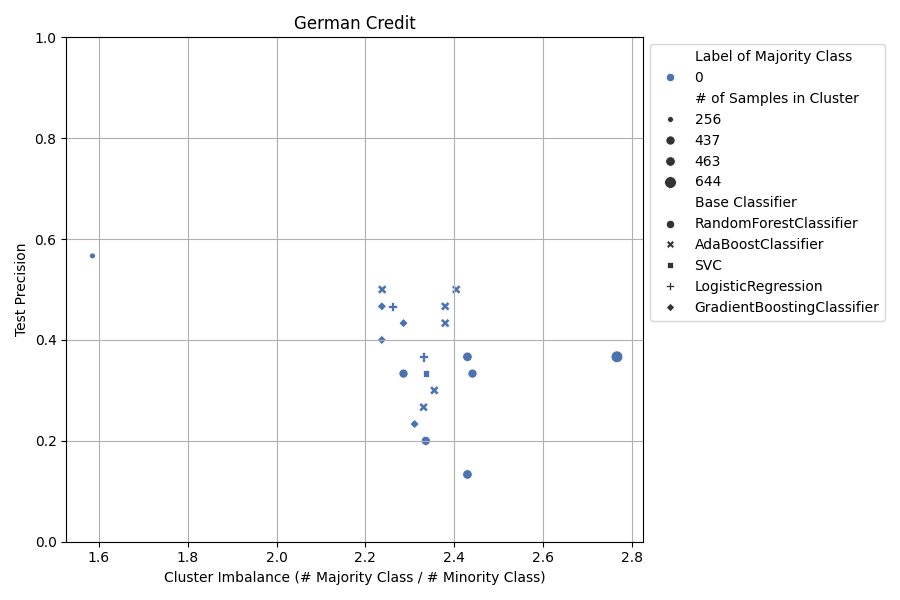 German Credit
Test Precision
1.0
0.8
0.6
0.4
0.2
0.0
1.6
1.8
2.0
2.2
2.4
2.6
2.8
Cluster Imbalance (# Majority Class / # Minority Class)
Label of Majority Class
0
# of Samples in Cluster
256
437
463
644
Base Classifier
RandomForestClassifier
AdaBoostClassifier
SVC
LogisticRegression
GradientBoostingClassifier